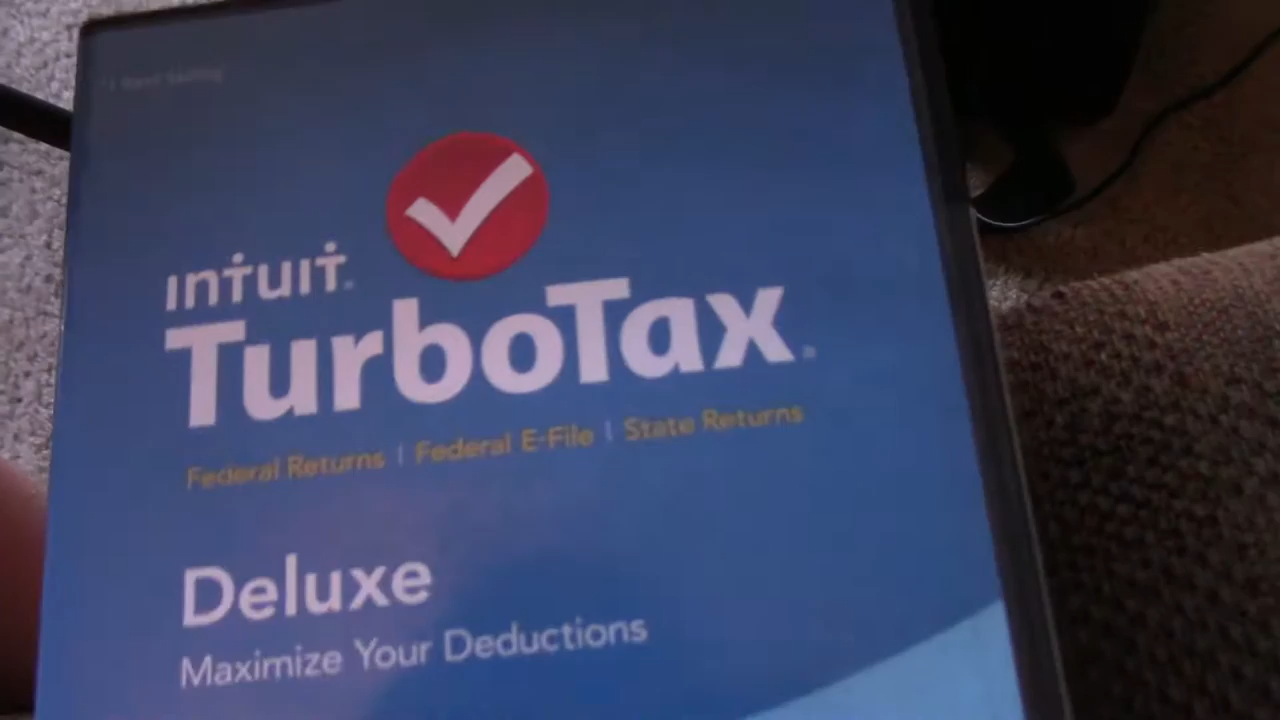 intuit
TurboTax
Federal Returns | Federal E-File | State Returns
Deluxe
Maximize Your Deductions